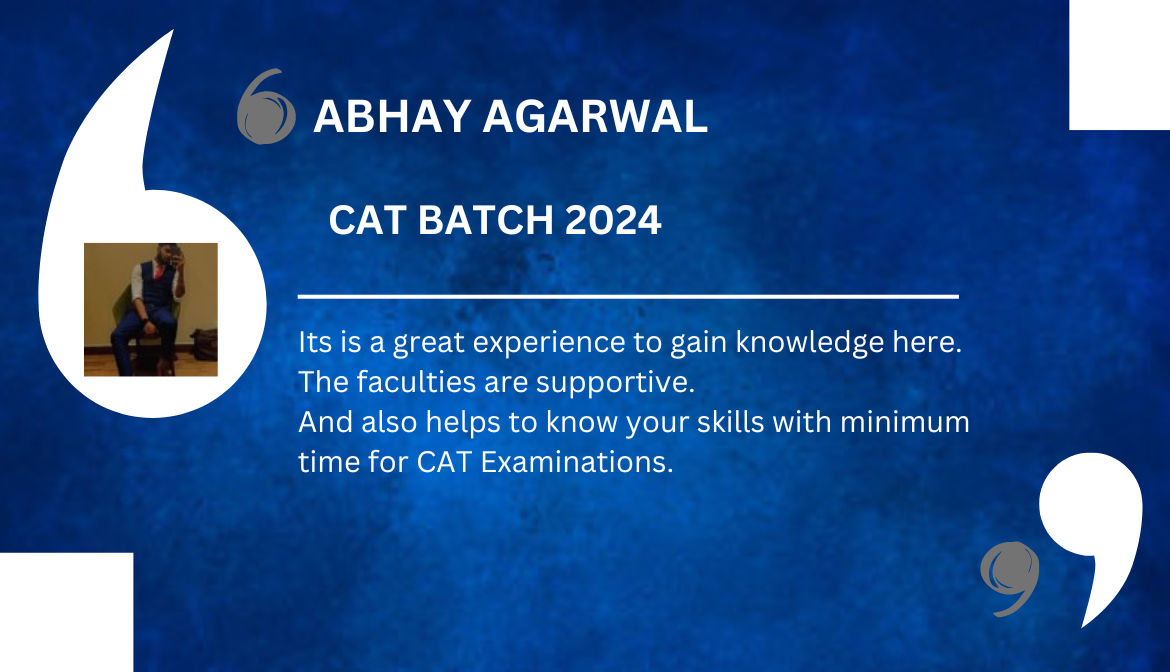 ABHAY AGARWAL
CAT BATCH 2024
Its is a great experience to gain knowledge here.
The faculties are supportive.
And also helps to know your skills with minimum
time for CAT Examinations.